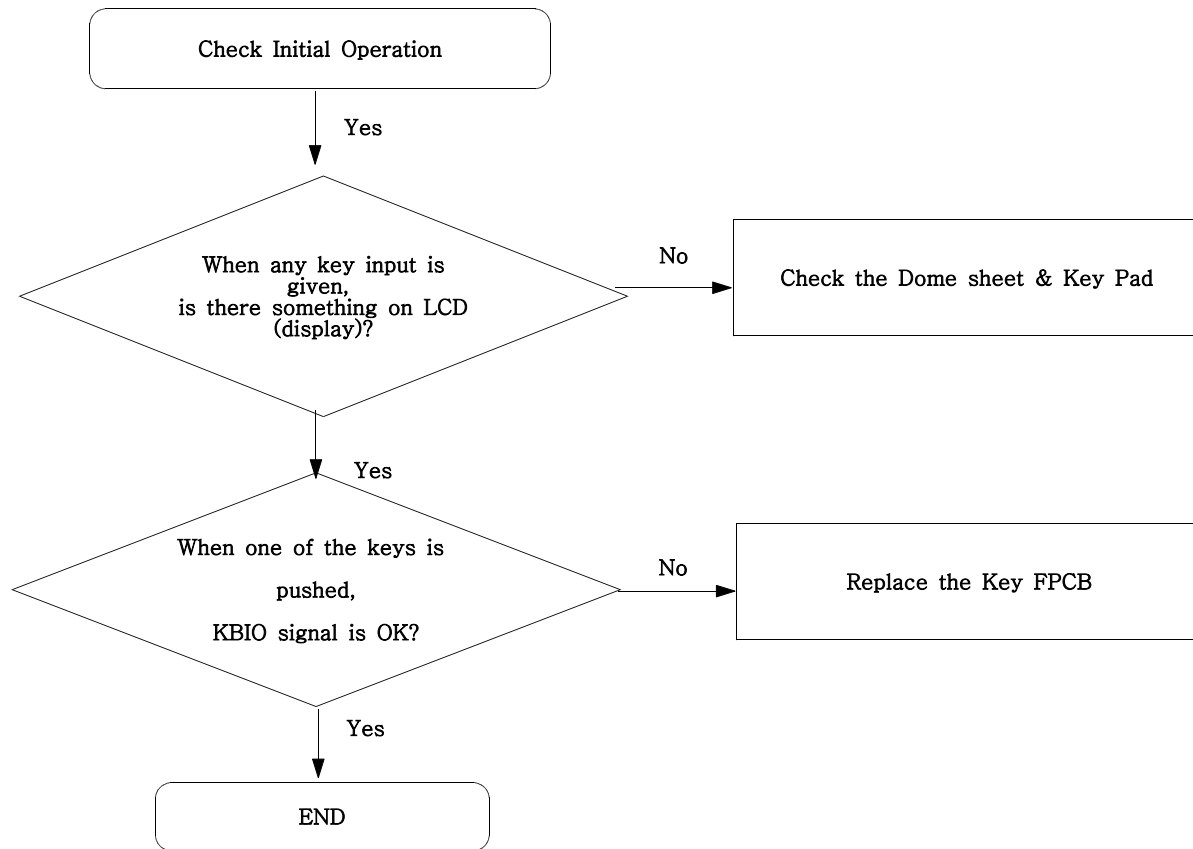 Check Initial Operation
Yes
When any key input is
given,
is there something on LCD
(display)?
No
Check the Dome sheet & Key Pad
Yes
When one of the keys is
pushed,
KBIO signal is OK?
No
Replace the Key FPCB
Yes
END